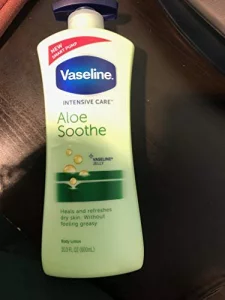 NEW
SMART PUMP
Vaseline.
INTENSIVE CARE™
Aloe
Soothe
VASELINE®
JELLY
Heals and refreshes
dry skin. Without
feeling greasy
Body Lotion